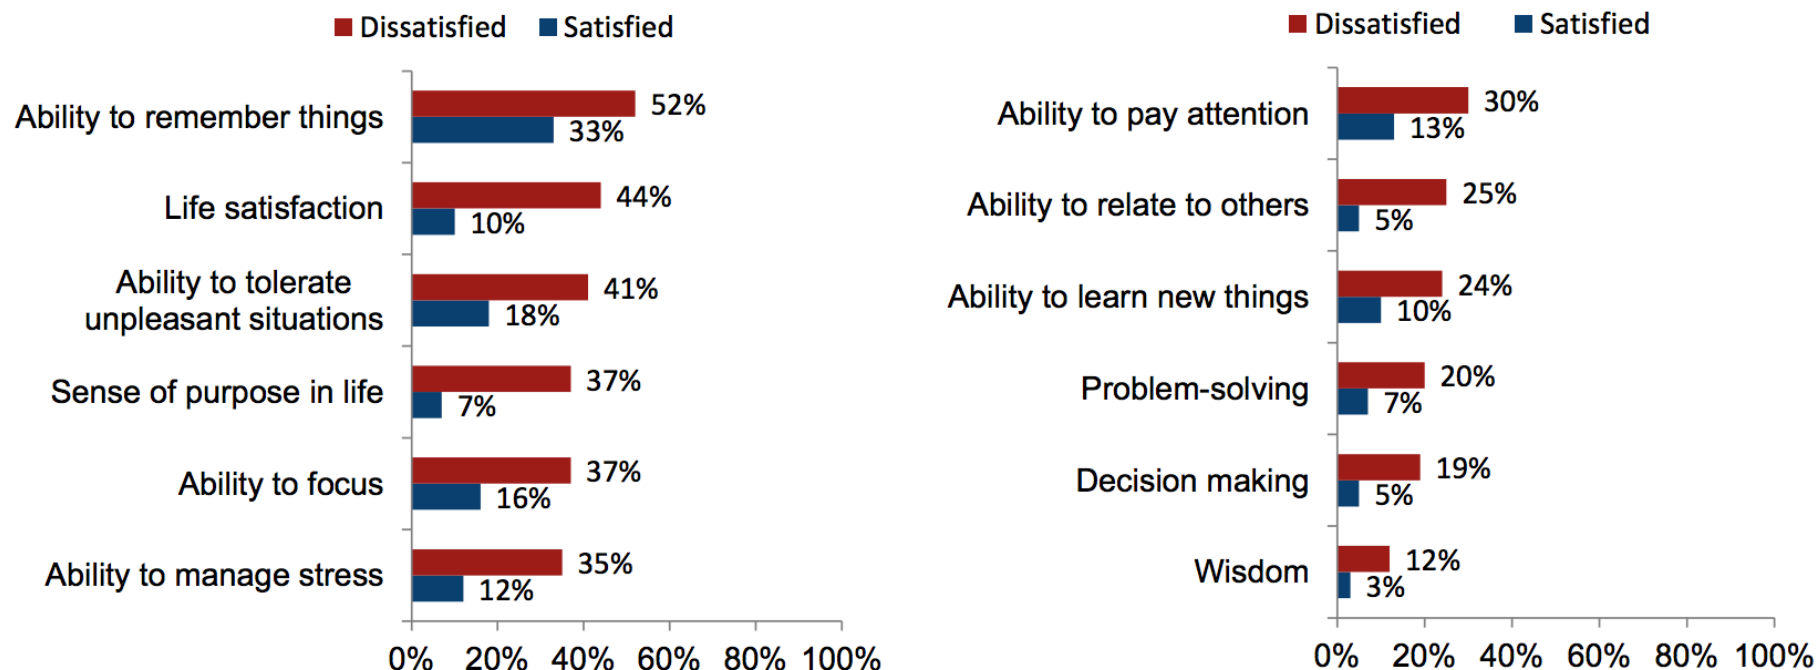 Dissatisfied Satisfied
Ability to remember things 52%
33%
Life satisfaction 44%
10%
Ability to tolerate
unpleasant situations
41%
18%
Sense of purpose in life 37%
7%
Ability to focus 37%
16%
Ability to manage stress 35%
12%
0% 20% 40% 60% 80% 100%
Dissatisfied Satisfied
Ability to pay attention 30%
13%
Ability to relate to others 25%
5%
Ability to learn new things 24%
10%
Problem-solving 20%
7%
Decision making 19%
5%
Wisdom 12%
3%
0% 20% 40% 60% 80% 100%